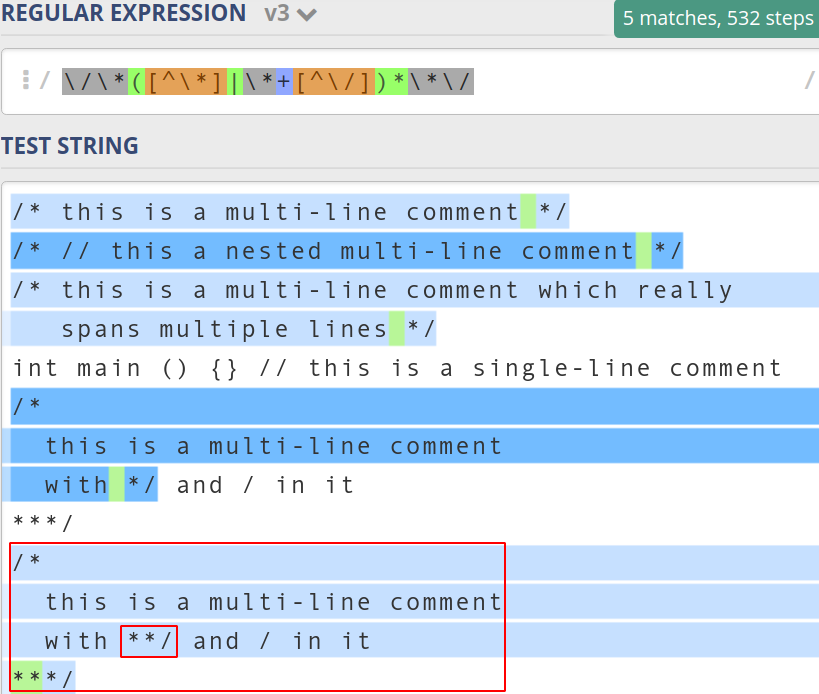 REGULAR EXPRESSION v3
5 matches, 532 steps
/ \/\*([^\*]|\*+[^\/])*\*\/ /
TEST STRING
/* this is a multi-line comment */
/* // this a nested multi-line comment */
/* this is a multi-line comment which really
spans multiple lines */
int main () {} // this is a single-line comment
/*
this is a multi-line comment
with */ and / in it
***/
/*
this is a multi-line comment
with **/ and / in it
***/